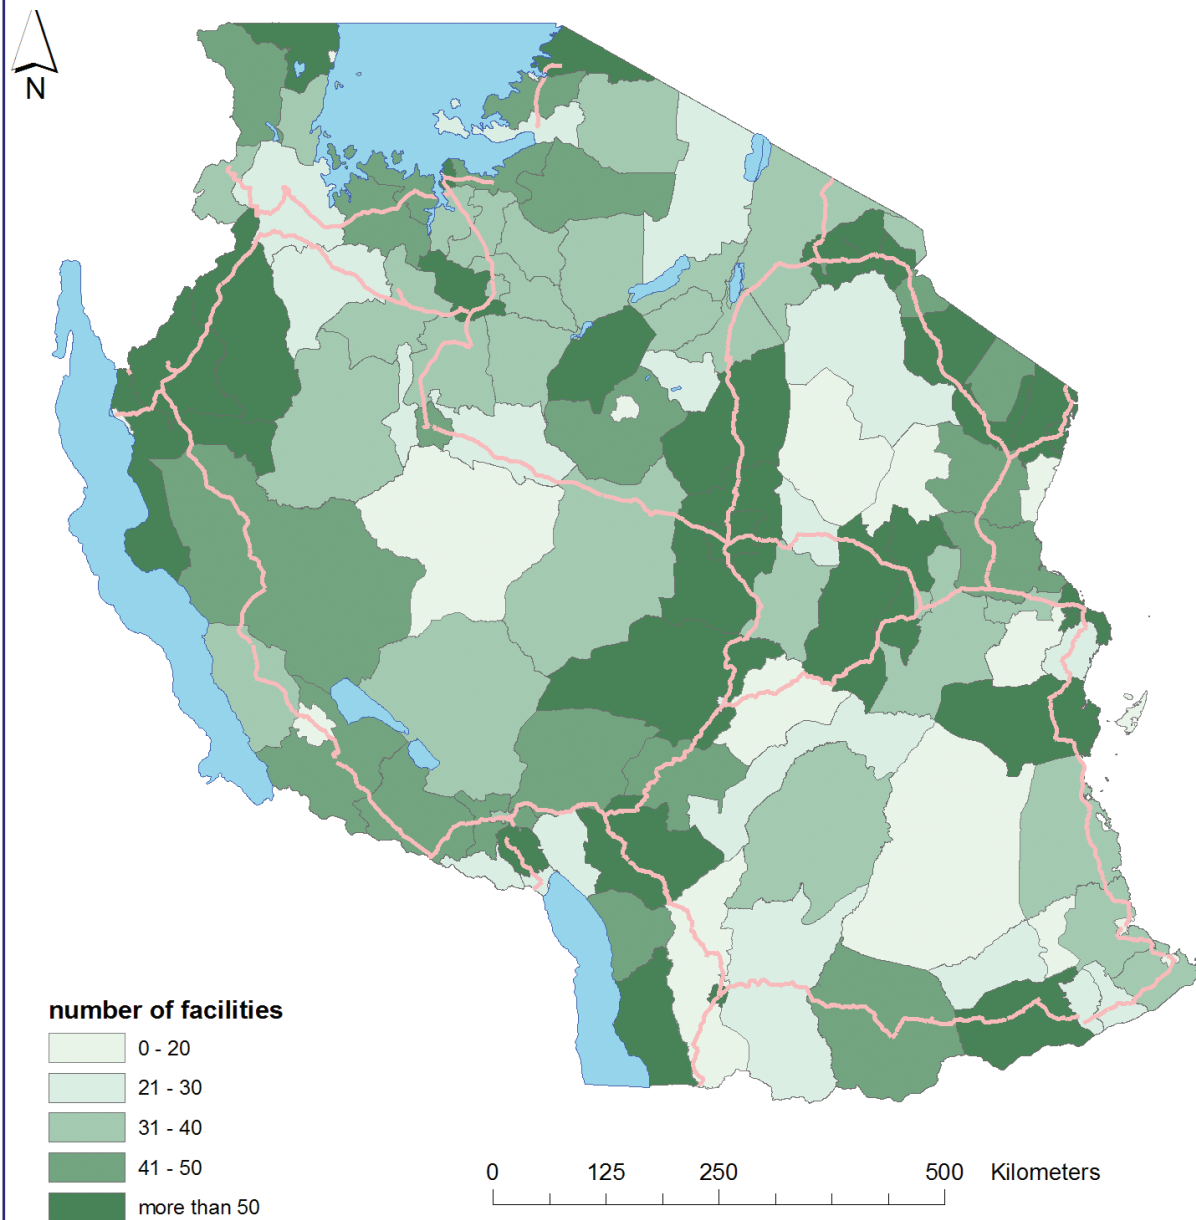 N
number of facilities
0 - 20
21 - 30
31 - 40
41 - 50
more than 50
0 125 250 500 Kilometers